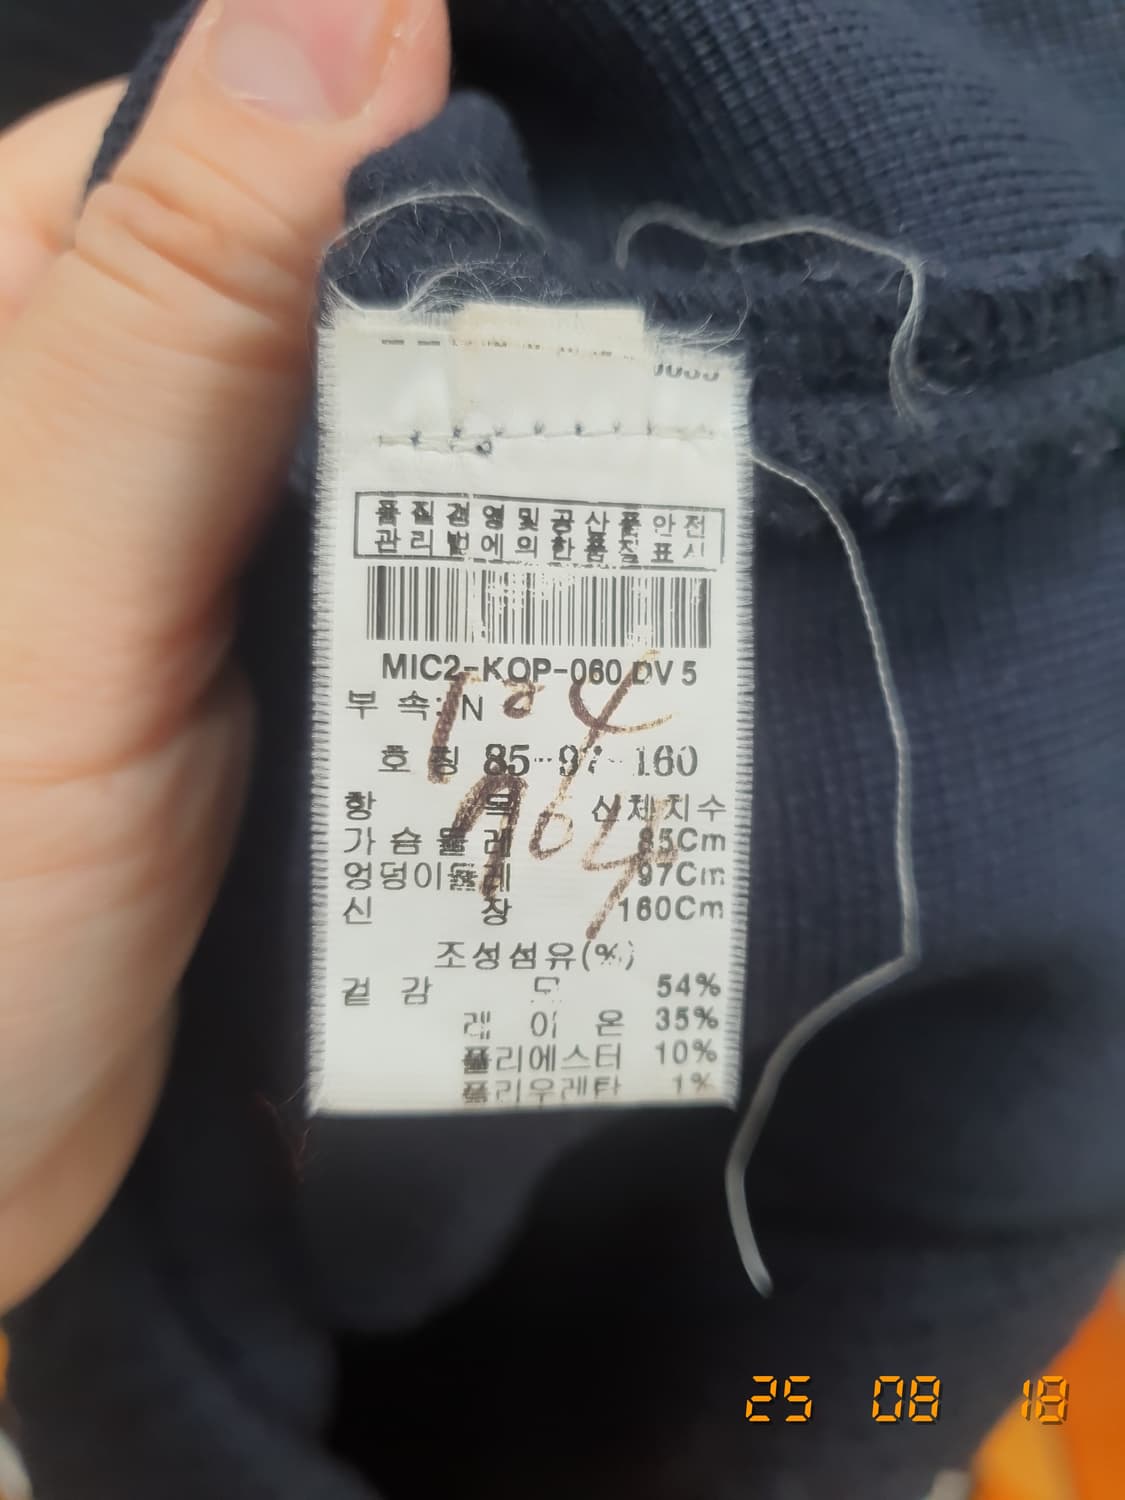 품질경영및공산품안전
관리법에의한품질표시
MIC2-KOP-060 DV 5
부 속: N
호 칭 85-97-160
항 목 신체치수
가슴둘레 85Cm
엉덩이둘레 97Cm
신 장 160Cm
조성섬유(%)
겉 감 모 54%
레 이 온 35%
폴리에스터 10%
폴리우레탄 1%
25 08 18